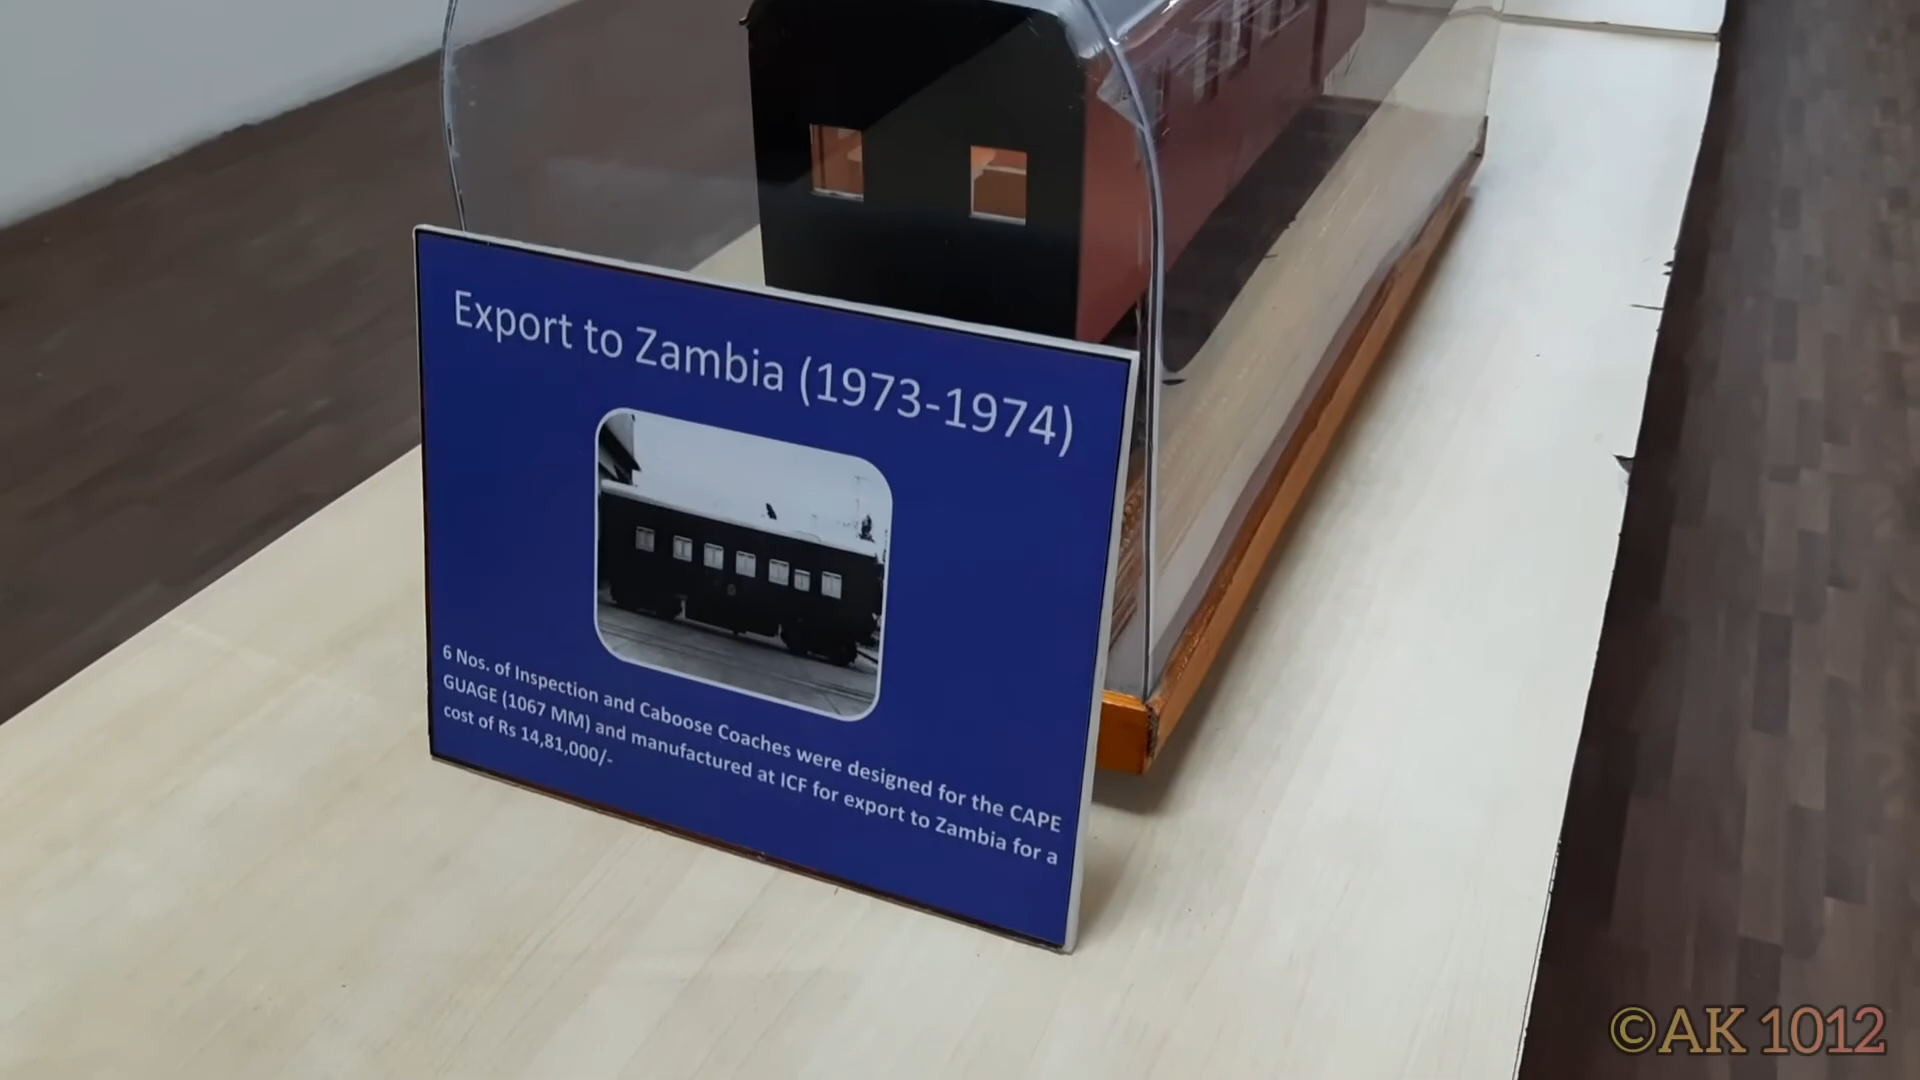 Export to Zambia (1973-1974)
6 Nos. of Inspection and Caboose Coaches were designed for the CAPE
GUAGE (1067 MM) and manufactured at ICF for export to Zambia for a
cost of Rs 14,81,000/-
©AK 1012